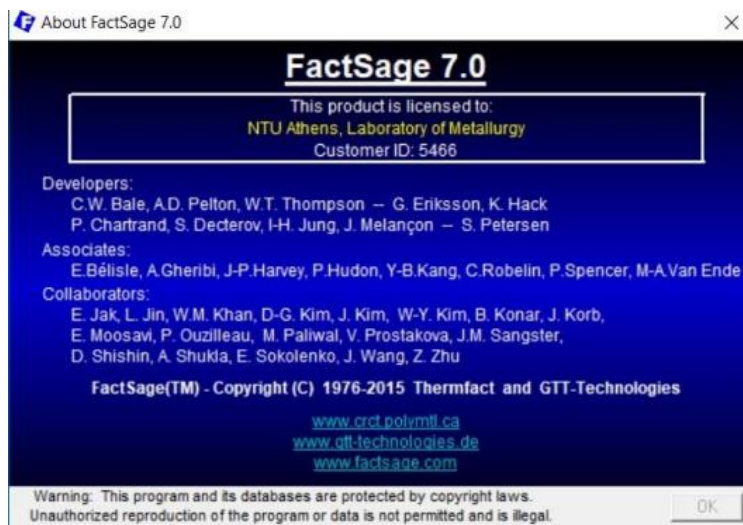 About FactSage 7.0
FactSage 7.0
This product is licensed to:
NTU Athens, Laboratory of Metallurgy
Customer ID: 5466
Developers:
C.W. Bale, A.D. Pelton, W.T. Thompson -- G. Eriksson, K. Hack
P. Chartrand, S. Decterov, I-H. Jung, J. Melançon -- S. Petersen
Associates:
E.Bélisle, A.Gheribi, J-P.Harvey, P.Hudon, Y-B.Kang, C.Robelin, P.Spencer, M-A.Van Ende
Collaborators:
E. Jak, L. Jin, W.M. Khan, D-G. Kim, J. Kim, W-Y. Kim, B. Konar, J. Korb,
E. Moosavi, P. Ouzilleau, M. Paliwal, V. Prostakova, J.M. Sangster,
D. Shishin, A. Shukla, E. Sokolenko, J. Wang, Z. Zhu
FactSage(TM) - Copyright (C) 1976-2015 Thermfact and GTT-Technologies
www.crct.polymtl.ca
www.gtt-technologies.de
www.factsage.com
Warning: This program and its databases are protected by copyright laws.
Unauthorized reproduction of the program or data is not permitted and is illegal.
OK